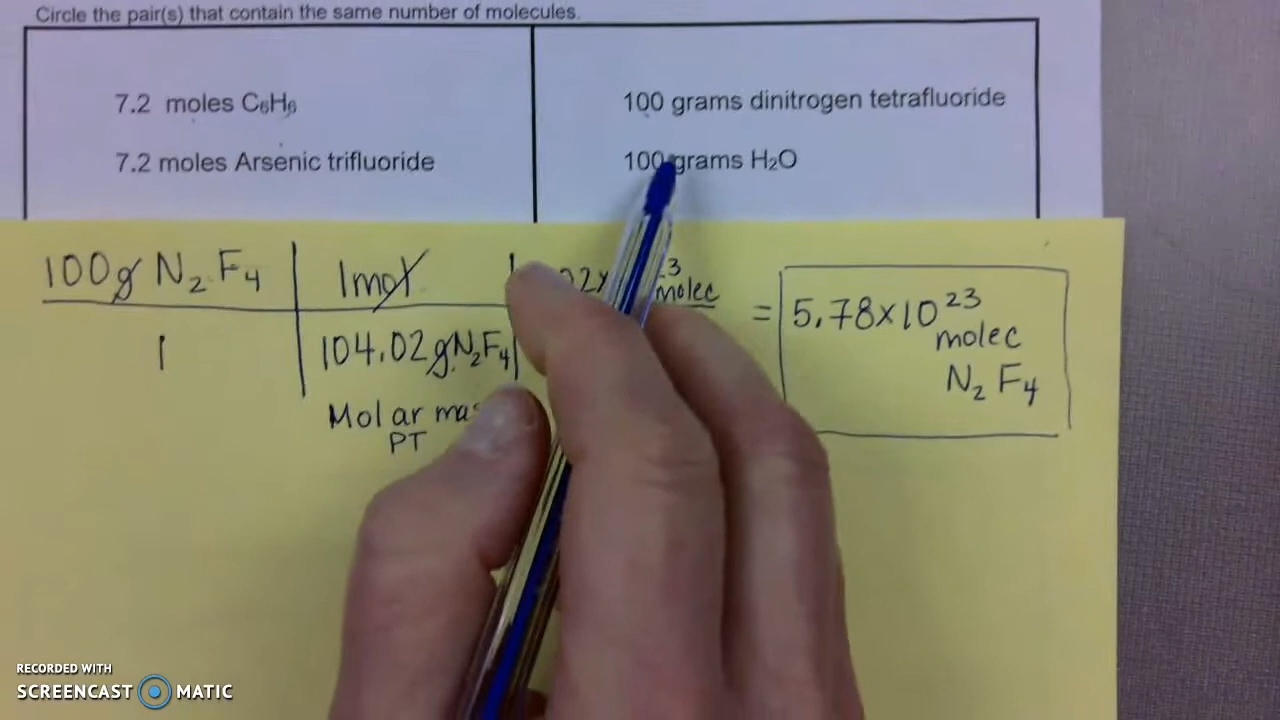 Circle the pair(s) that contain the same number of molecules.
7.2 moles C₆H₆
7.2 moles Arsenic trifluoride
100 grams dinitrogen tetrafluoride
100 grams H₂O
100g N₂F₄ 1mol 3 molec
1 104.02gN₂F₄
Molar
PT
= 5.78x10²³
molec
N₂F₄
RECORDED WITH
SCREENCAST MATIC